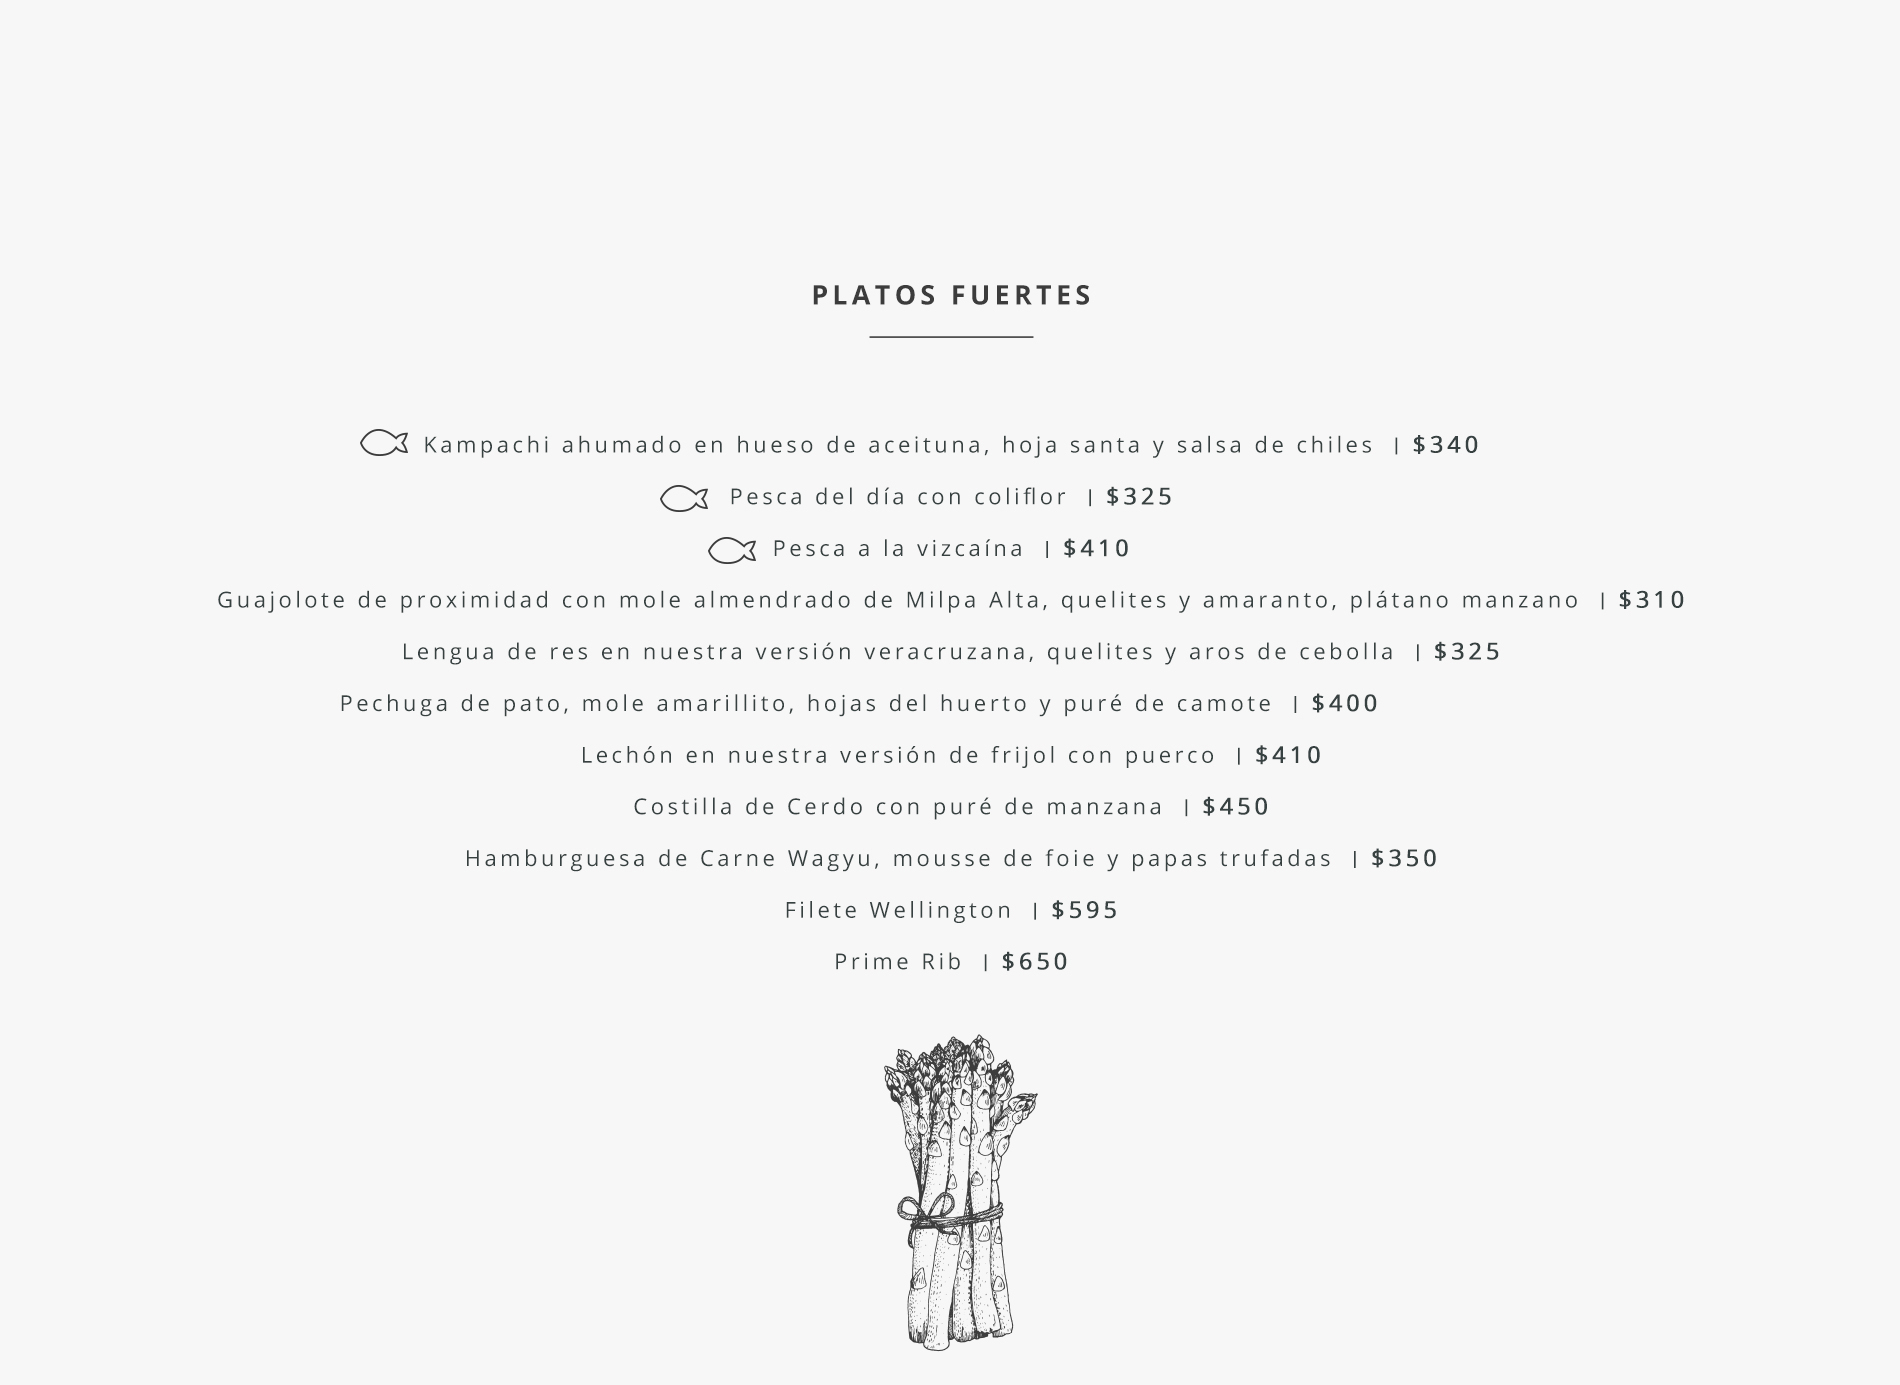 PLATOS FUERTES
Kampachi ahumado en hueso de aceituna, hoja santa y salsa de chiles | $340
Pesca del día con coliflor | $325
Pesca a la vizcaína | $410
Guajolote de proximidad con mole almendrado de Milpa Alta, quelites y amaranto, plátano manzano | $310
Lengua de res en nuestra versión veracruzana, quelites y aros de cebolla | $325
Pechuga de pato, mole amarillito, hojas del huerto y puré de camote | $400
Lechón en nuestra versión de frijol con puerco | $410
Costilla de Cerdo con puré de manzana | $450
Hamburguesa de Carne Wagyu, mousse de foie y papas trufadas | $350
Filete Wellington | $595
Prime Rib | $650